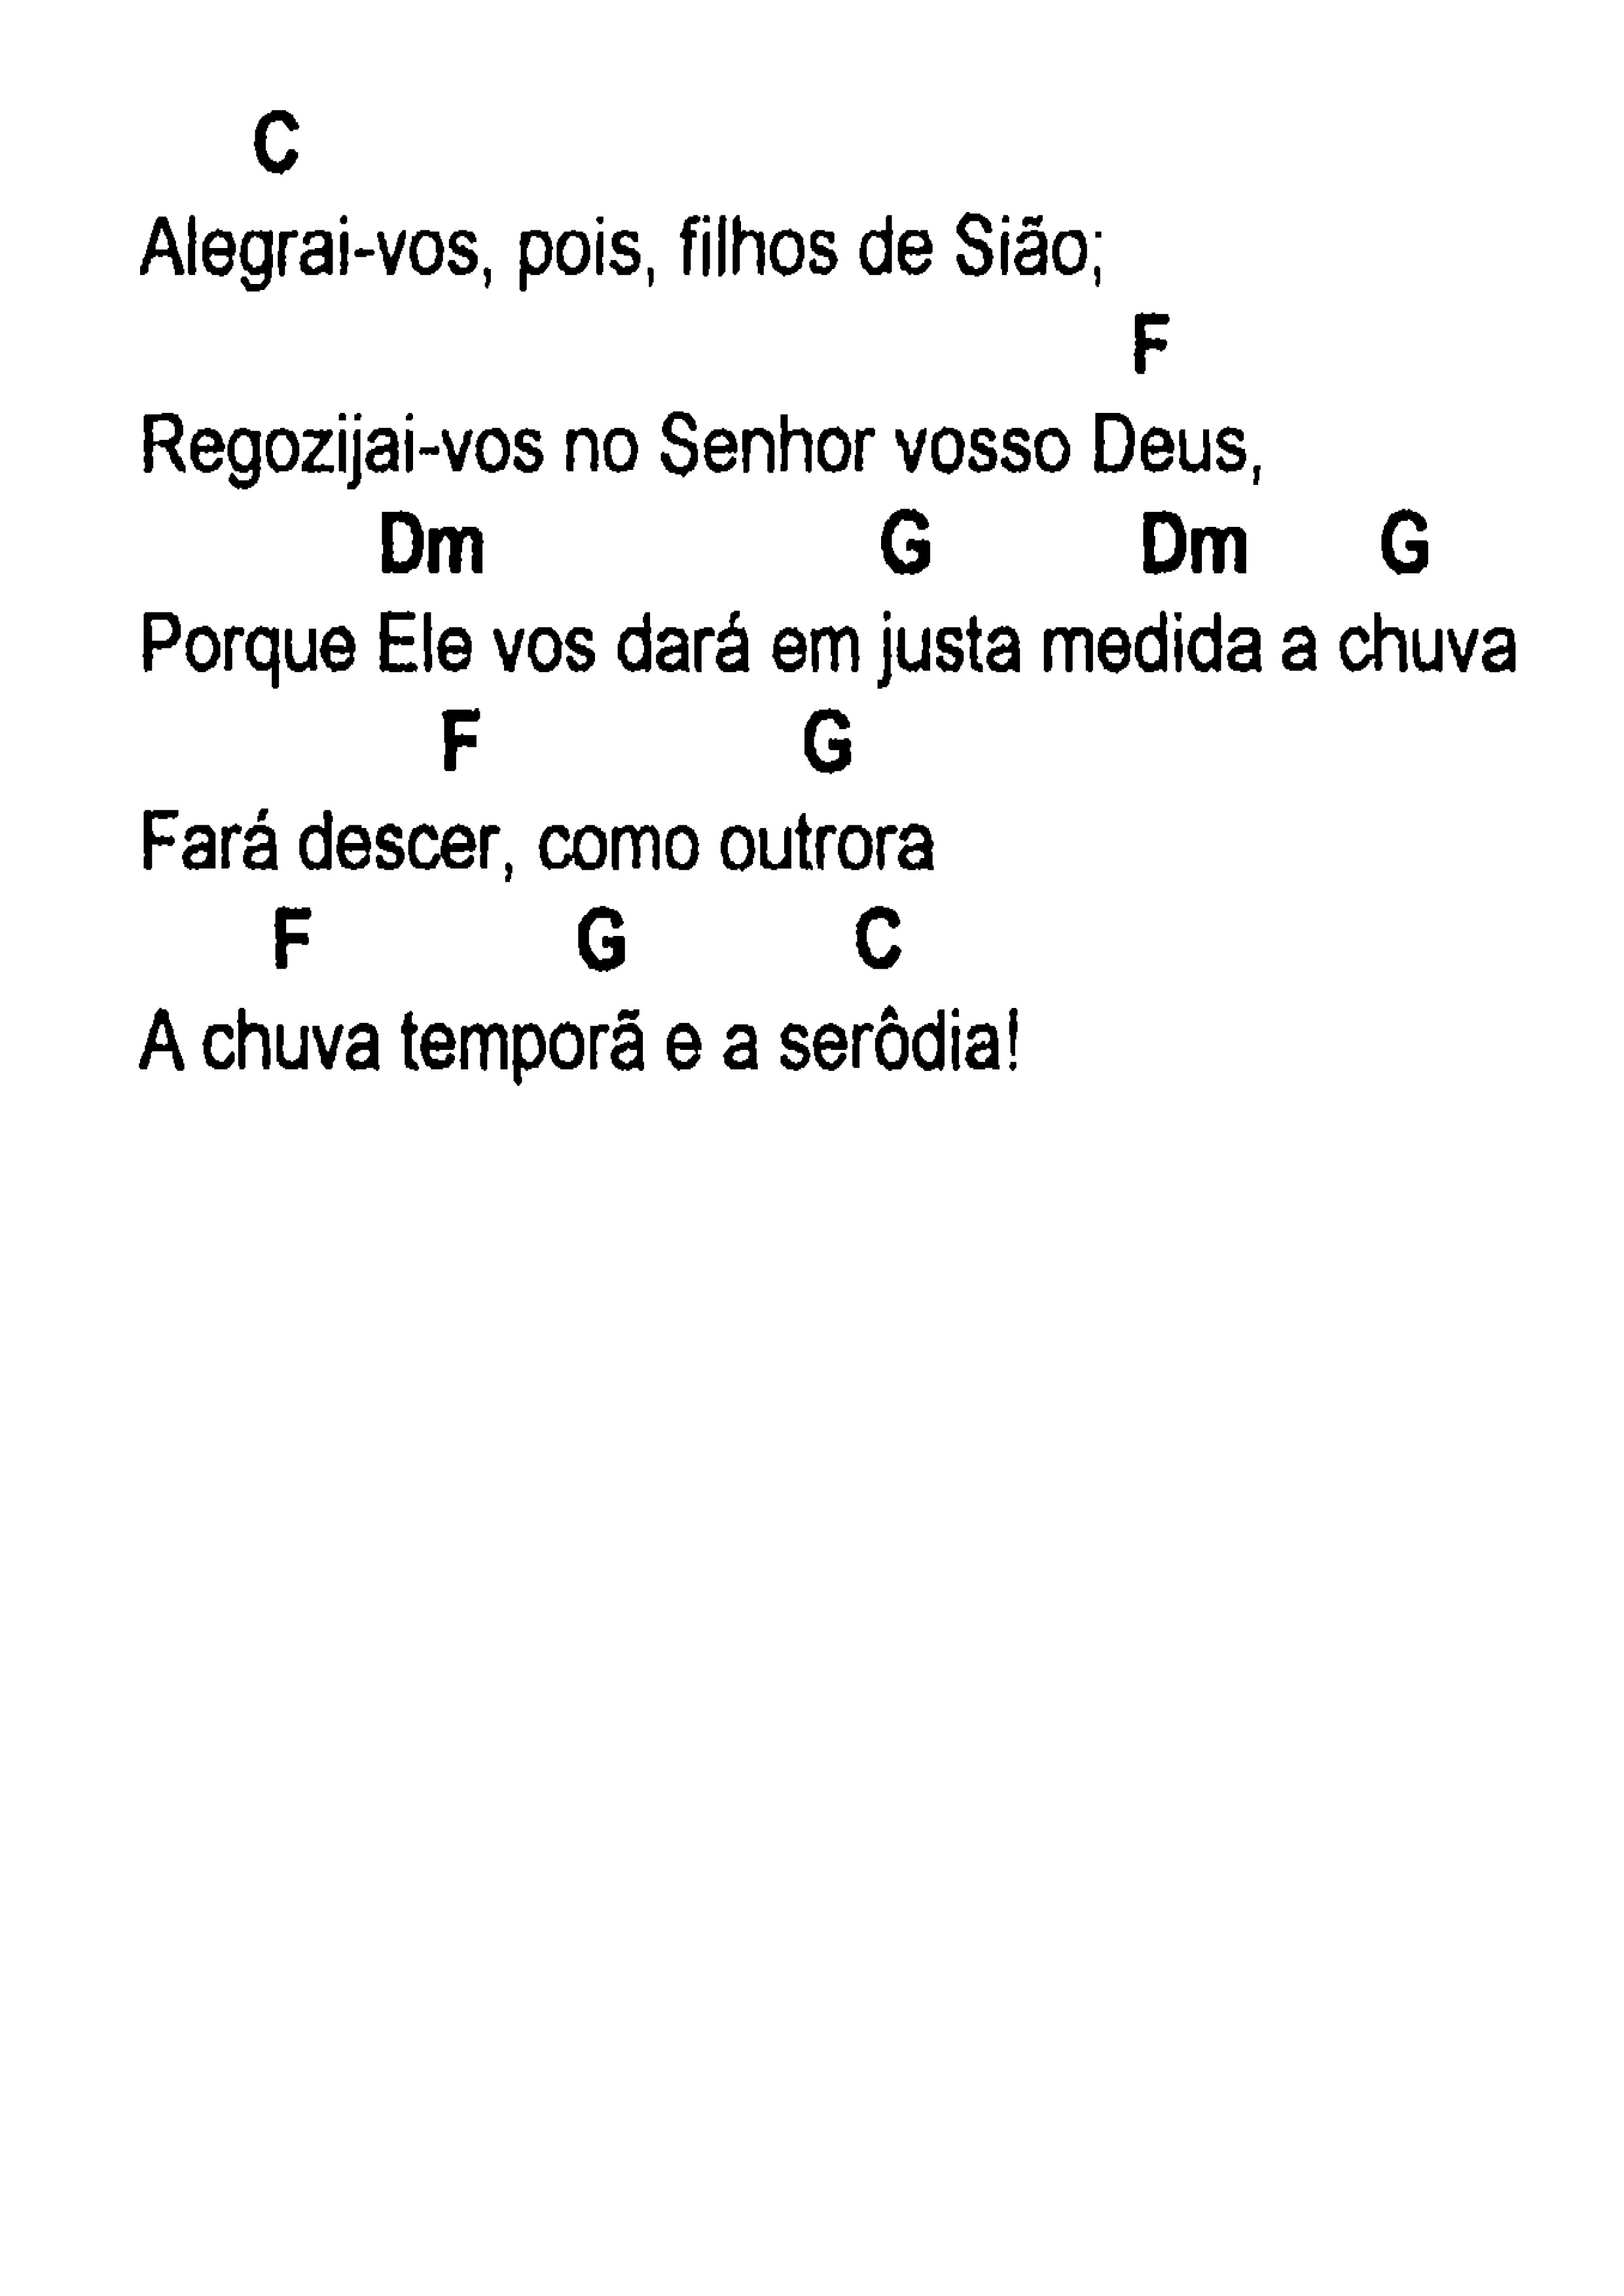 C
Alegrai-vos, pois, filhos de Sião;
F
Regozijai-vos no Senhor vosso Deus,
Dm G Dm G
Porque Ele vos dará em justa medida a chuva
F G
Fará descer, como outrora
F G C
A chuva temporã e a serôdia!